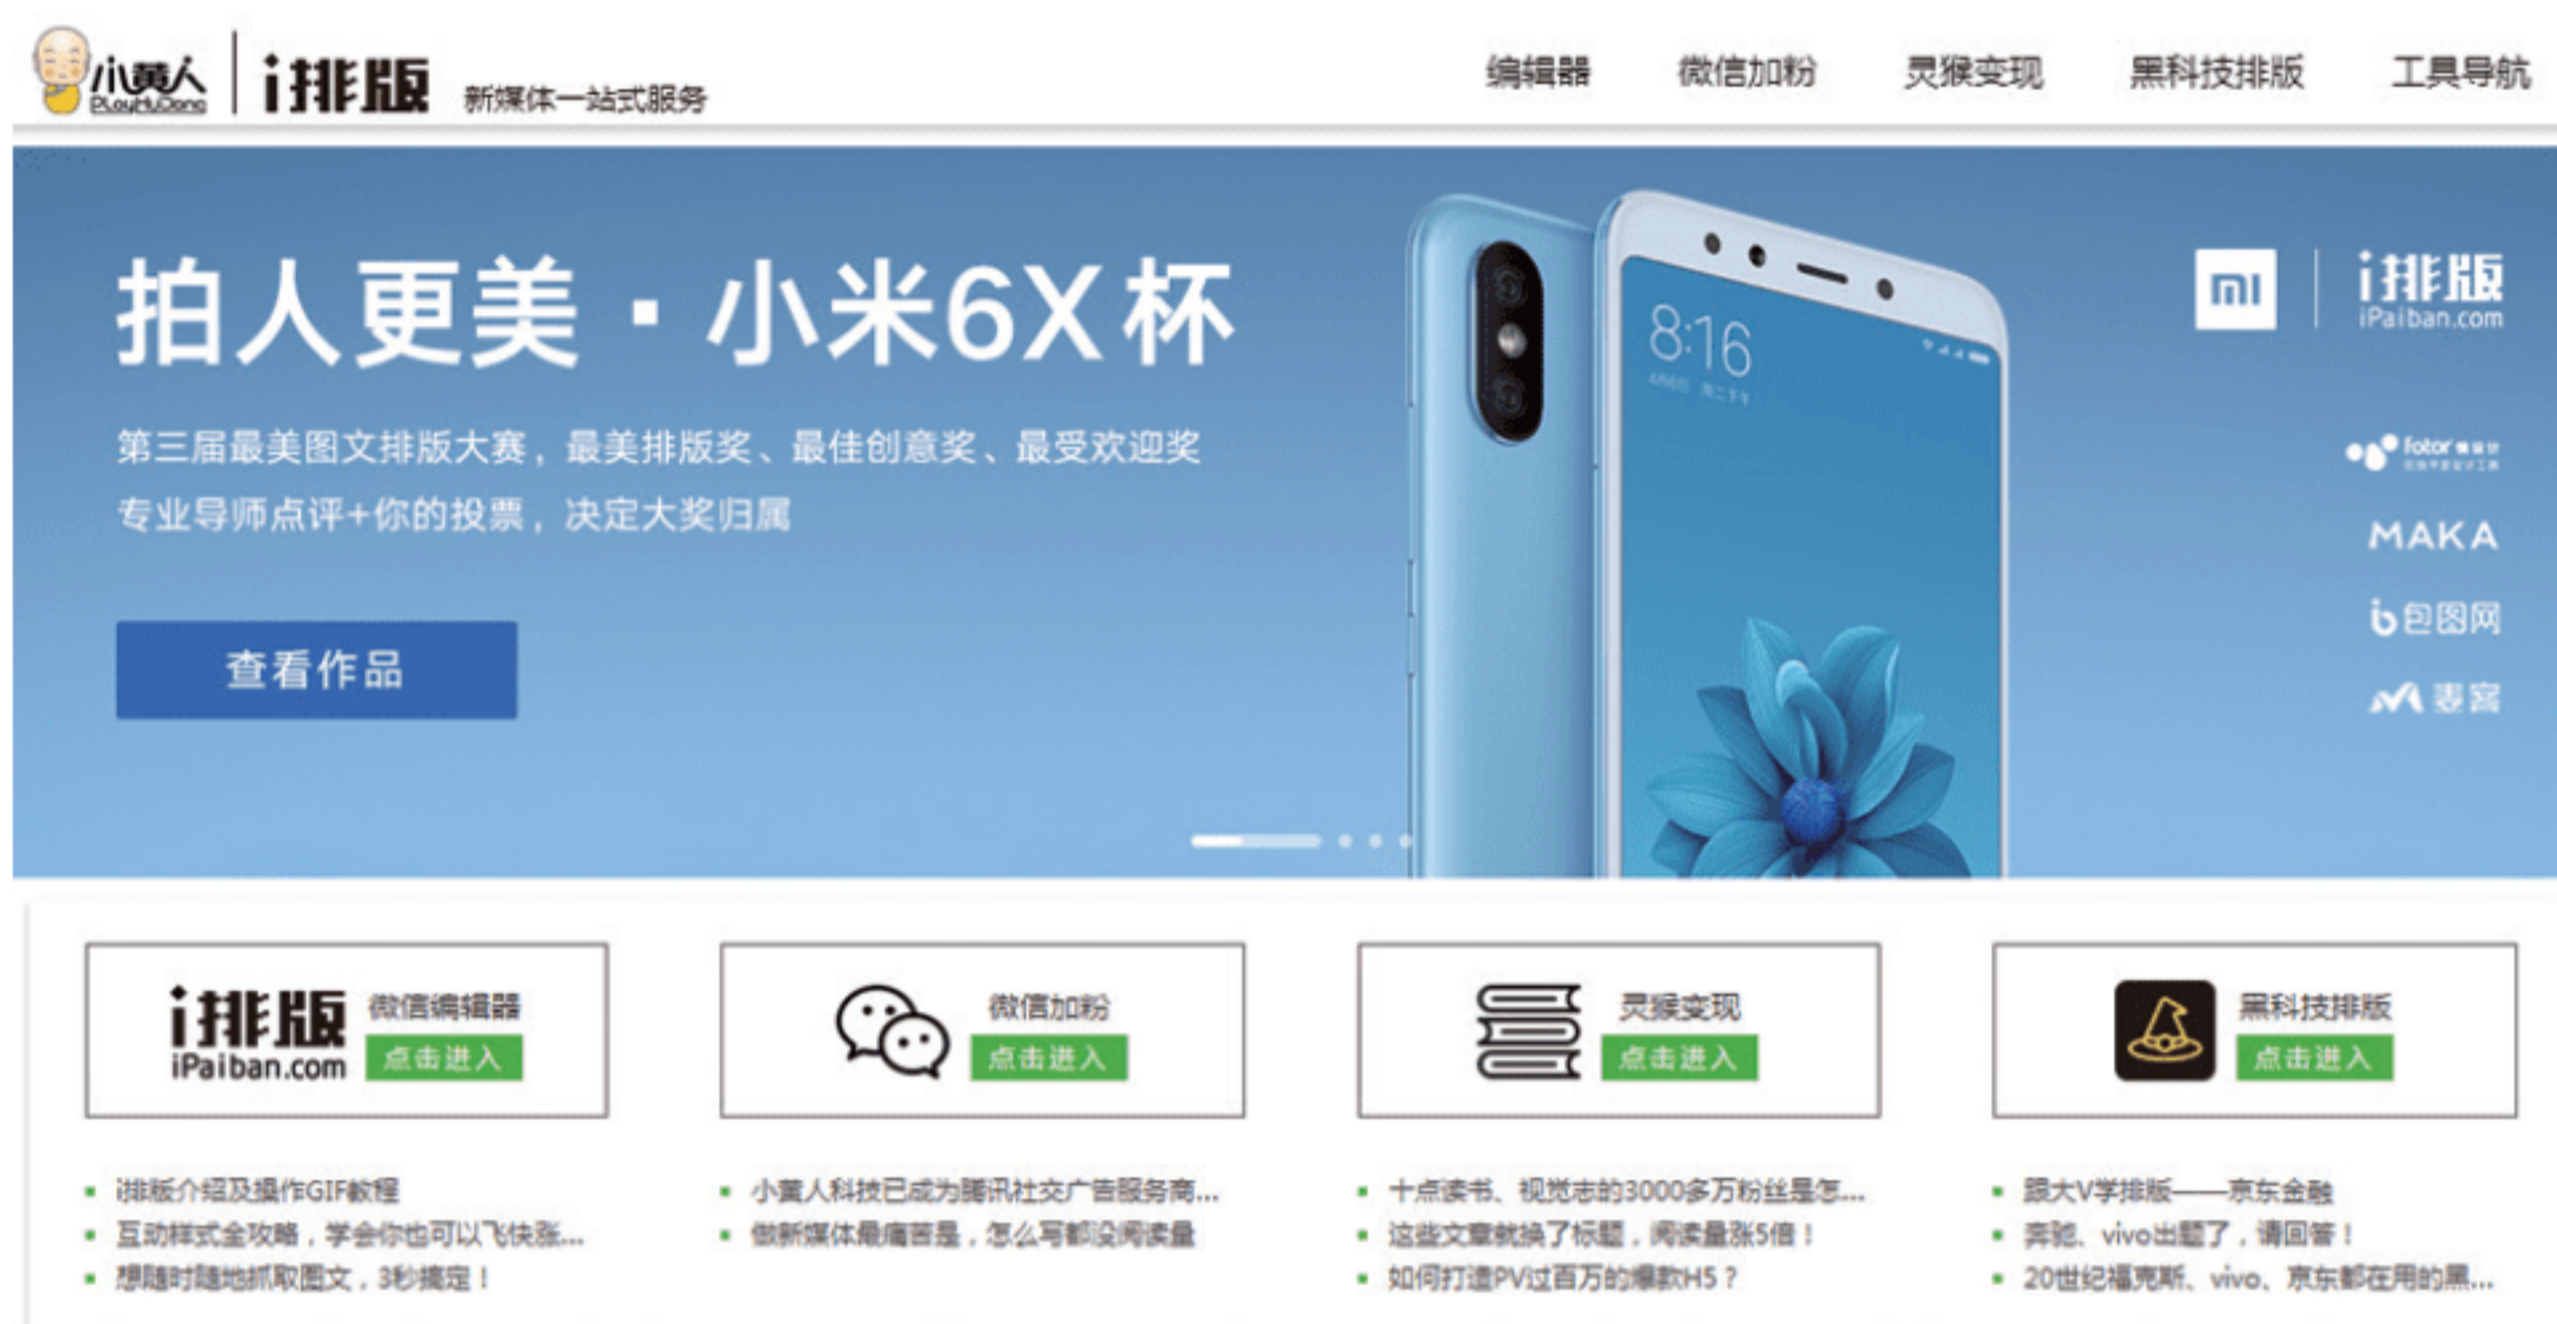 小黄人
PLayHuDong
i排版
新媒体一站式服务
编辑器
微信加粉
灵猴变现
黑科技排版
工具导航
拍人更美·小米6X杯
第三届最美图文排版大赛，最美排版奖、最佳创意奖、最受欢迎奖
专业导师点评+你的投票，决定大奖归属
查看作品
8:16
mi
i排版
iPaiban.com
fotor
MAKA
包图网
麦客
i排版
iPaiban.com
微信编辑器
点击进入
微信加粉
点击进入
灵猴变现
点击进入
黑科技排版
点击进入
i排版介绍及操作GIF教程
互动样式全攻略，学会你也可以飞快涨...
想随时随地抓取图文，3秒搞定！
小黄人科技已成为腾讯社交广告服务商...
做新媒体最痛苦是，怎么写都没阅读量
十点读书、视觉志的3000多万粉丝是怎...
这些文章就换了标题，阅读量涨5倍！
如何打造PV过百万的爆款H5？
跟大V学排版——京东金融
奔驰、vivo出题了，请回答！
20世纪福克斯、vivo、京东都在用的黑...